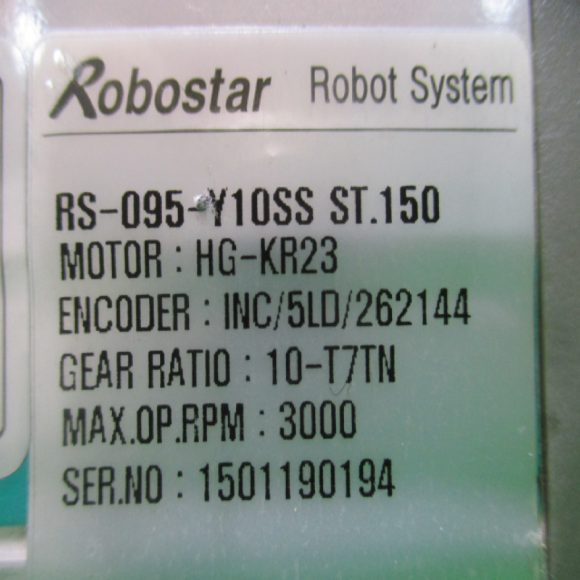 Robostar Robot System
RS-095-Y10SS ST.150
MOTOR : HG-KR23
ENCODER : INC/5LD/262144
GEAR RATIO : 10-T7TN
MAX.OP.RPM : 3000
SER.NO : 1501190194